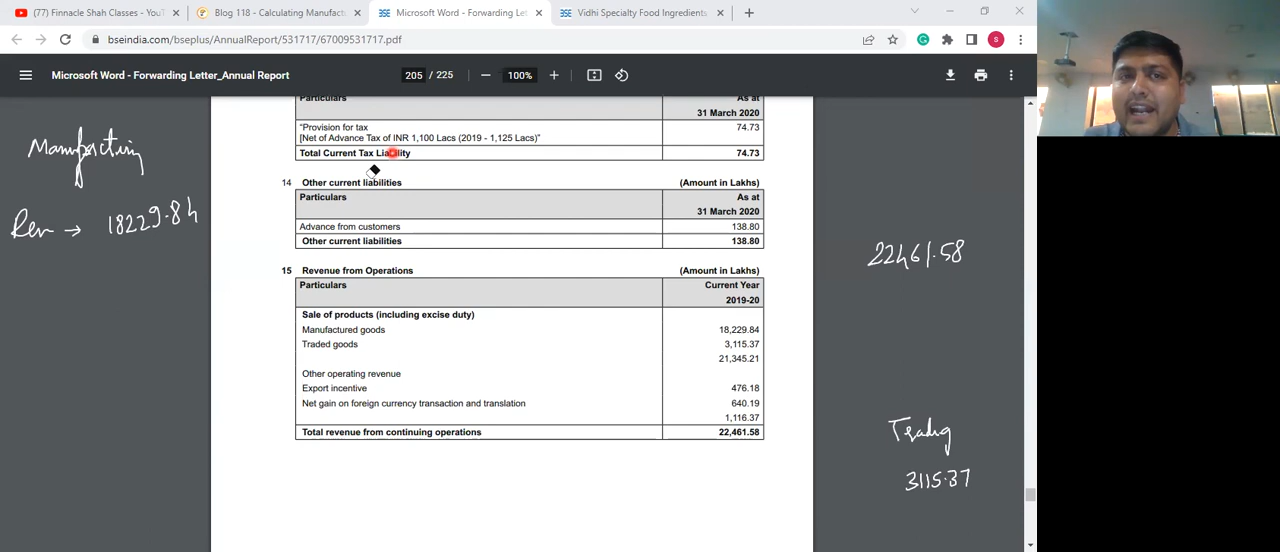 (77) Finnacle Shah Classes - YouT
Blog 118 - Calculating Manufact
Microsoft Word - Forwarding Let
Vidhi Specialty Food Ingredients
bseindia.com/bseplus/AnnualReport/531717/67009531717.pdf
S
Microsoft Word - Forwarding Letter_Annual Report
205 / 225
100%
Particulars As at
31 March 2020
"Provision for tax 74.73
[Net of Advance Tax of INR 1,100 Lacs (2019 - 1,125 Lacs)"
Total Current Tax Liability 74.73
14 Other current liabilities (Amount in Lakhs)
Particulars As at
31 March 2020
Advance from customers 138.80
Other current liabilities 138.80
15 Revenue from Operations (Amount in Lakhs)
Particulars Current Year
2019-20
Sale of products (including excise duty)
Manufactured goods 18,229.84
Traded goods 3,115.37
21,345.21
Other operating revenue
Export incentive 476.18
Net gain on foreign currency transaction and translation 640.19
1,116.37
Total revenue from continuing operations 22,461.58
Rev → 18229.84
22461.58
3115.37